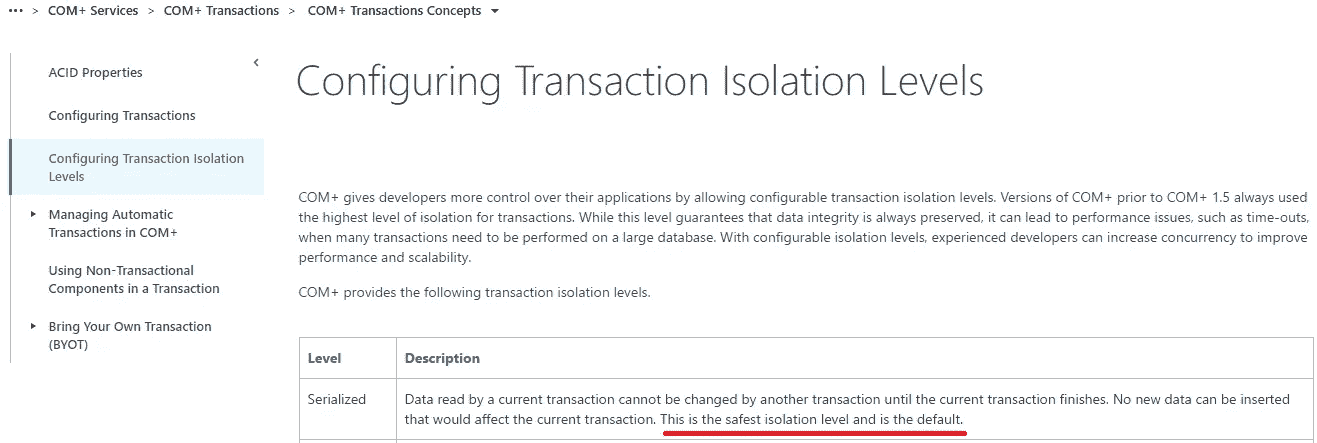 ··· > COM+ Services > COM+ Transactions > COM+ Transactions Concepts
ACID Properties
Configuring Transactions
Configuring Transaction Isolation
Levels
Managing Automatic
Transactions in COM+
Using Non-Transactional
Components in a Transaction
Bring Your Own Transaction
(BYOT)
Configuring Transaction Isolation Levels
COM+ gives developers more control over their applications by allowing configurable transaction isolation levels. Versions of COM+ prior to COM+ 1.5 always used
the highest level of isolation for transactions. While this level guarantees that data integrity is always preserved, it can lead to performance issues, such as time-outs,
when many transactions need to be performed on a large database. With configurable isolation levels, experienced developers can increase concurrency to improve
performance and scalability.
COM+ provides the following transaction isolation levels.
Level Description
Serialized Data read by a current transaction cannot be changed by another transaction until the current transaction finishes. No new data can be inserted
that would affect the current transaction. This is the safest isolation level and is the default.